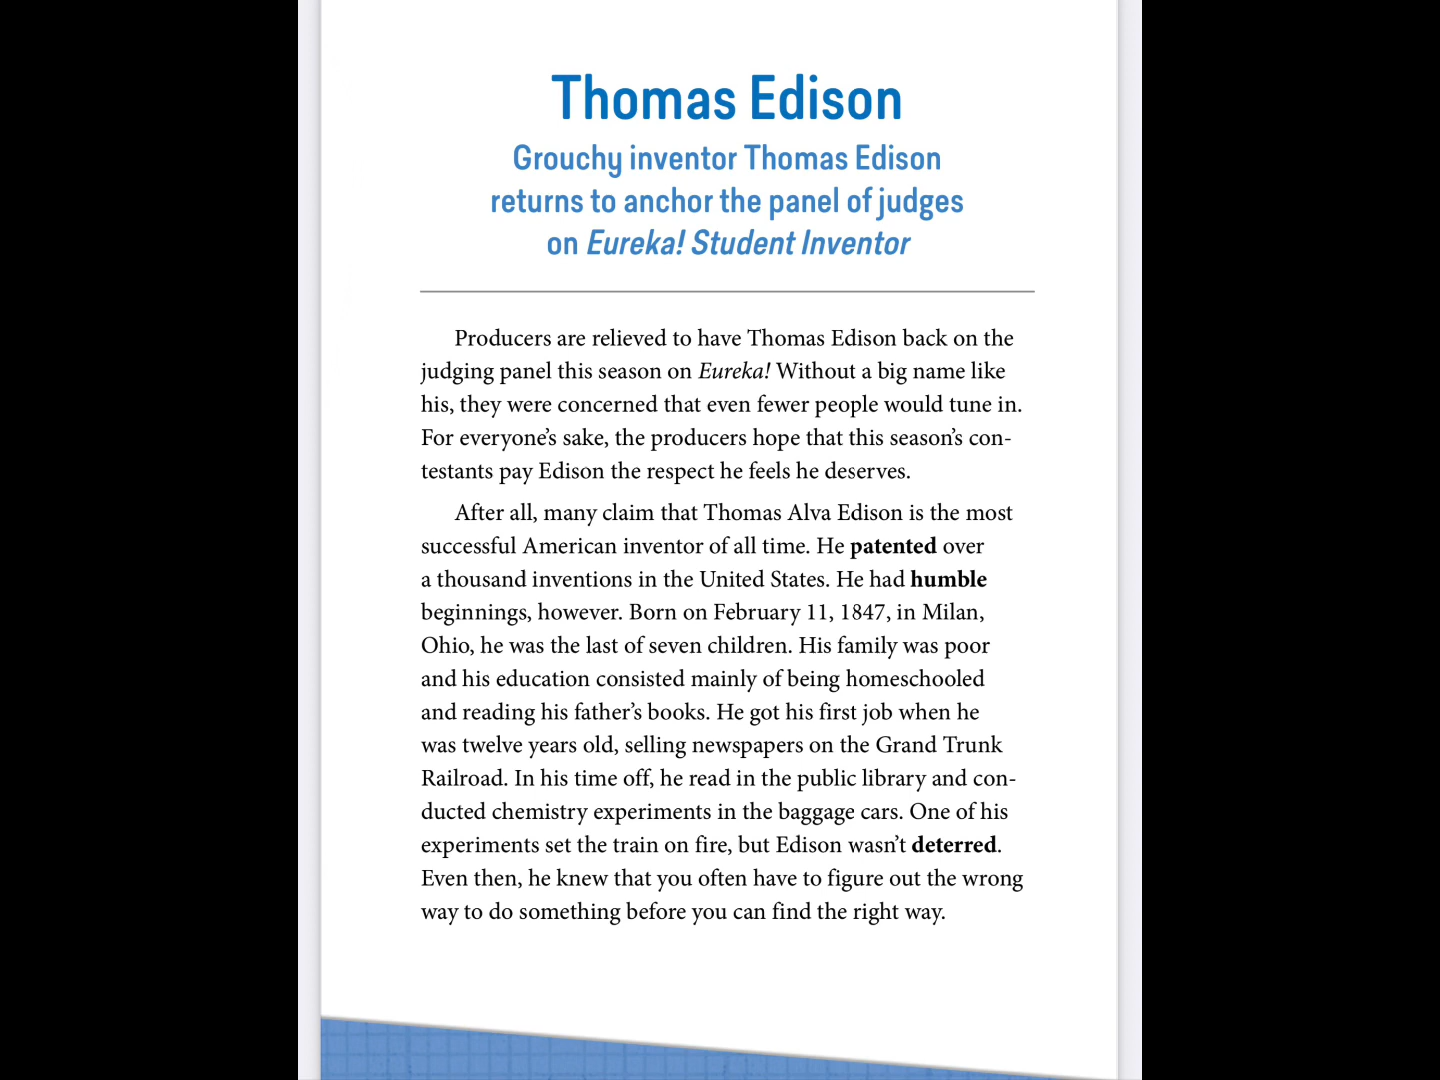 Thomas Edison
Grouchy inventor Thomas Edison
returns to anchor the panel of judges
on Eureka! Student Inventor
Producers are relieved to have Thomas Edison back on the
judging panel this season on Eureka! Without a big name like
his, they were concerned that even fewer people would tune in.
For everyone’s sake, the producers hope that this season’s con-
testants pay Edison the respect he feels he deserves.
After all, many claim that Thomas Alva Edison is the most
successful American inventor of all time. He patented over
a thousand inventions in the United States. He had humble
beginnings, however. Born on February 11, 1847, in Milan,
Ohio, he was the last of seven children. His family was poor
and his education consisted mainly of being homeschooled
and reading his father’s books. He got his first job when he
was twelve years old, selling newspapers on the Grand Trunk
Railroad. In his time off, he read in the public library and con-
ducted chemistry experiments in the baggage cars. One of his
experiments set the train on fire, but Edison wasn’t deterred.
Even then, he knew that you often have to figure out the wrong
way to do something before you can find the right way.